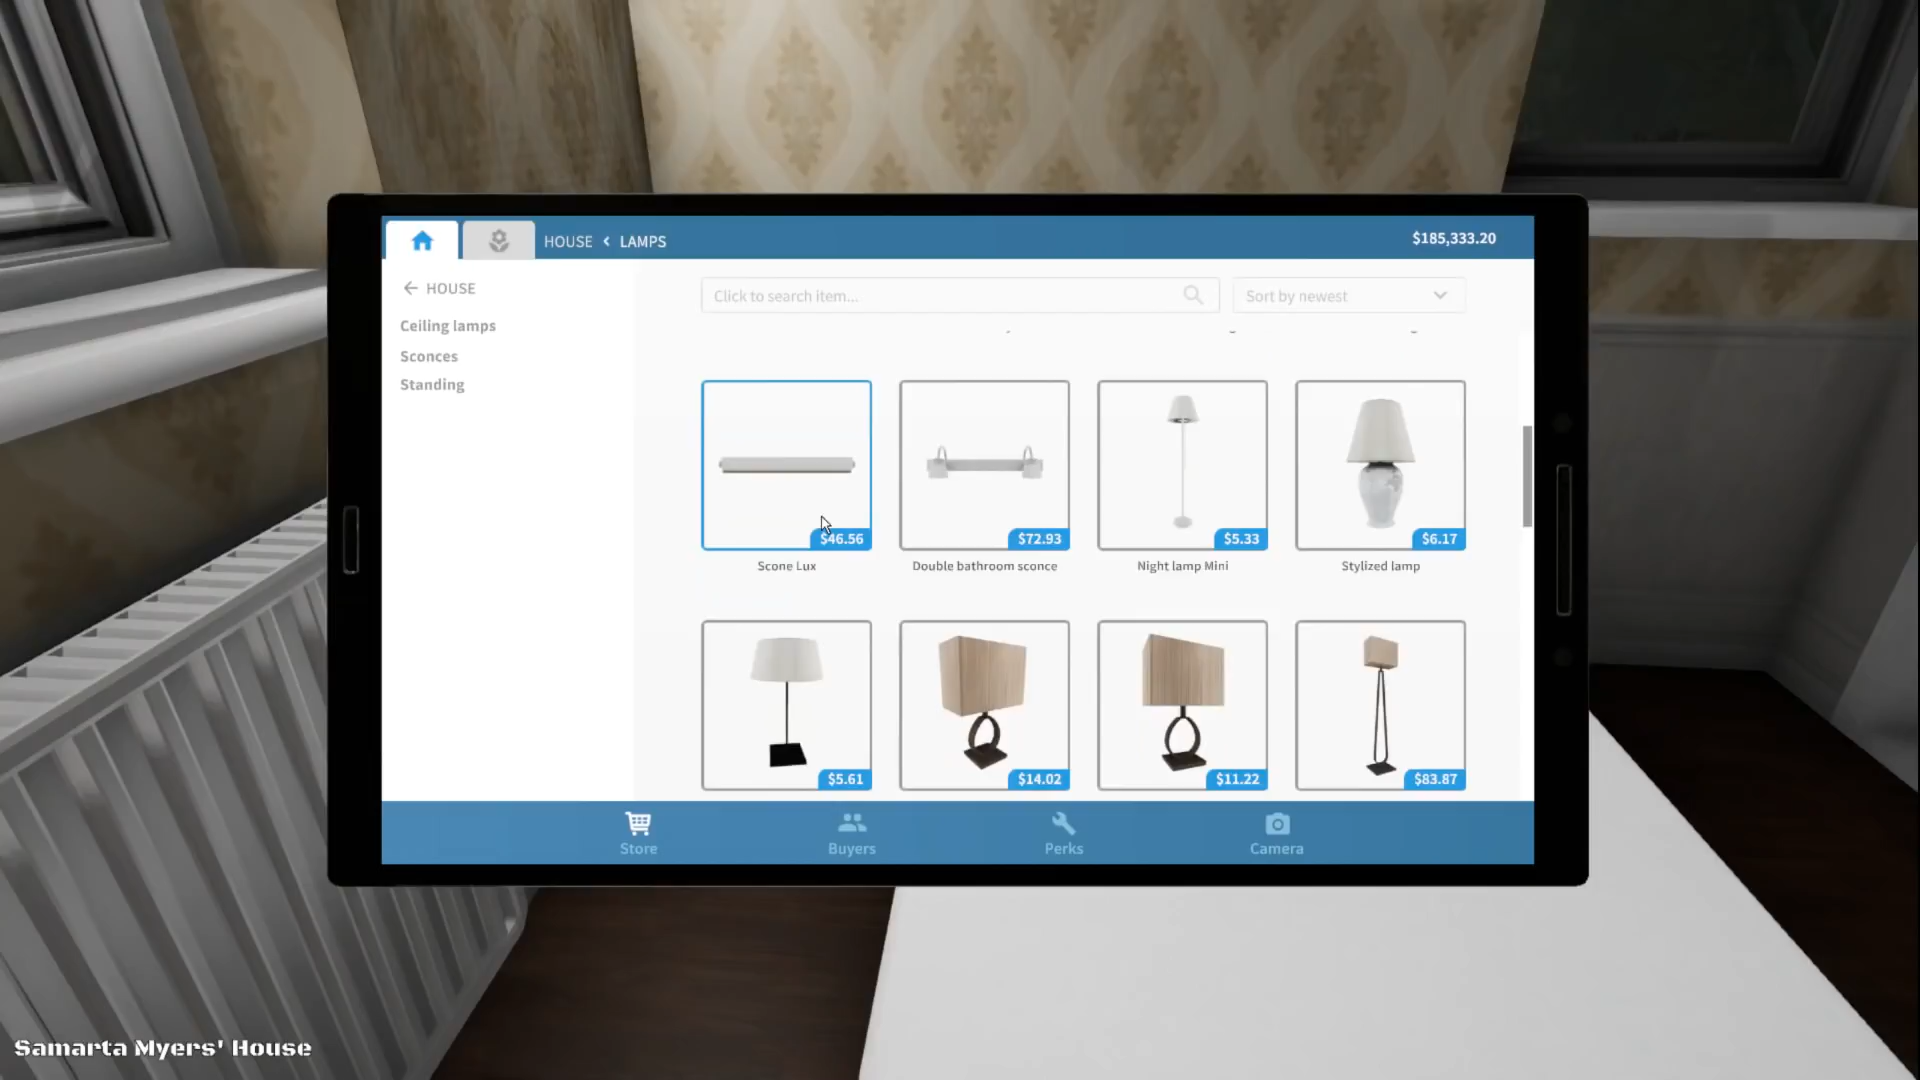 HOUSE < LAMPS
$185,333.20
← HOUSE
Click to search item...
Sort by newest
Ceiling lamps
Sconces
Standing
$46.56
$72.93
$5.33
$6.17
Scone Lux
Double bathroom sconce
Night lamp Mini
Stylized lamp
$5.61
$14.02
$11.22
$83.87
Store
Buyers
Perks
Camera
Samarta Myers' House